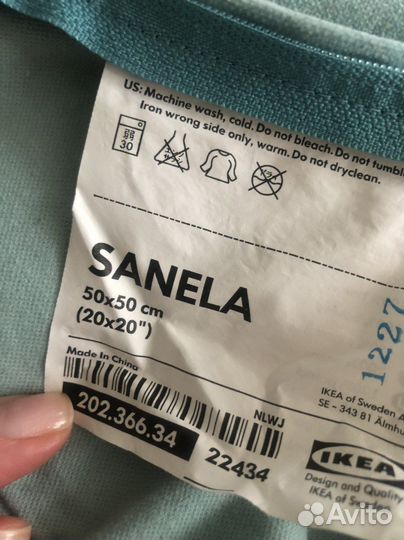 US: Machine wash, cold. Do not bleach. Do not tumble
Iron wrong side only, warm. Do not dryclean.
30
SANELA
50x50 cm
(20x20")
Made in China
NLWJ
202.366.34
22434
1227
IKEA of Sweden A
SE - 343 81 Älmhu
IKEA
Design and Quality
IKEA of Sweden
Avito